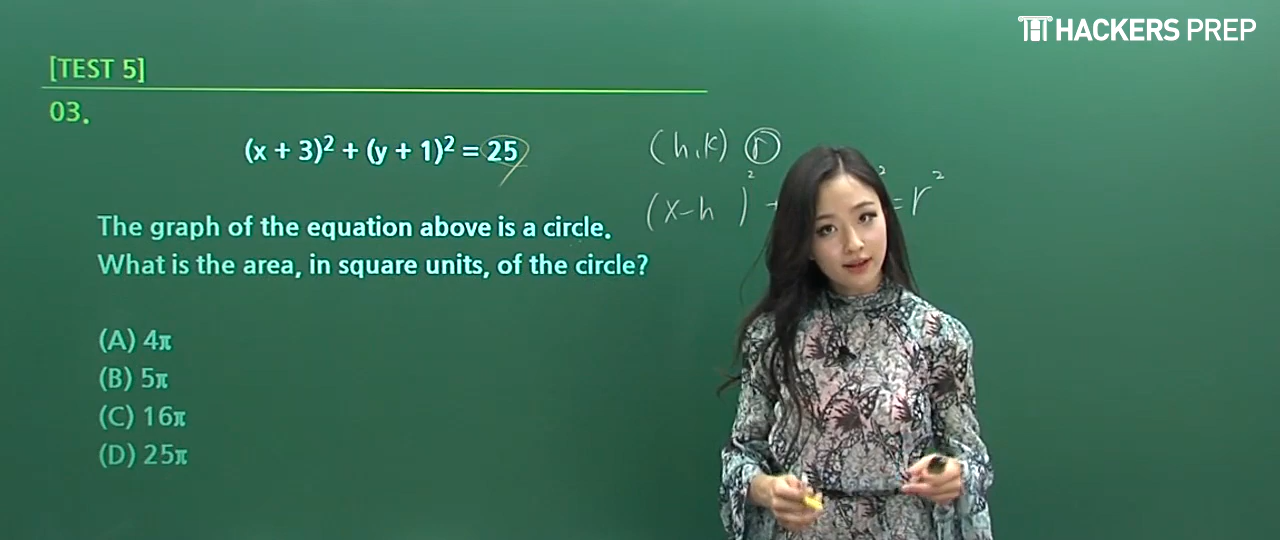 HACKERS PREP
[TEST 5]
03.
(x + 3)² + (y + 1)² = 25
(h,k) r
(x-h )² + ² = r²
The graph of the equation above is a circle.
What is the area, in square units, of the circle?
(A) 4π
(B) 5π
(C) 16π
(D) 25π